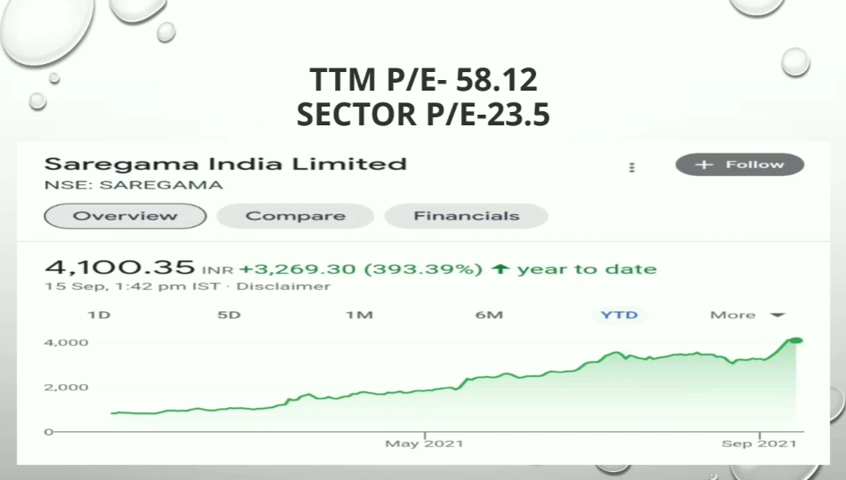 TTM P/E- 58.12
SECTOR P/E-23.5
Saregama India Limited
+ Follow
NSE: SAREGAMA
Overview
Compare
Financials
4,100.35 INR +3,269.30 (393.39%) ↑ year to date
15 Sep, 1:42 pm IST · Disclaimer
1D 5D 1M 6M YTD More
4,000
2,000
0
May 2021 Sep 2021